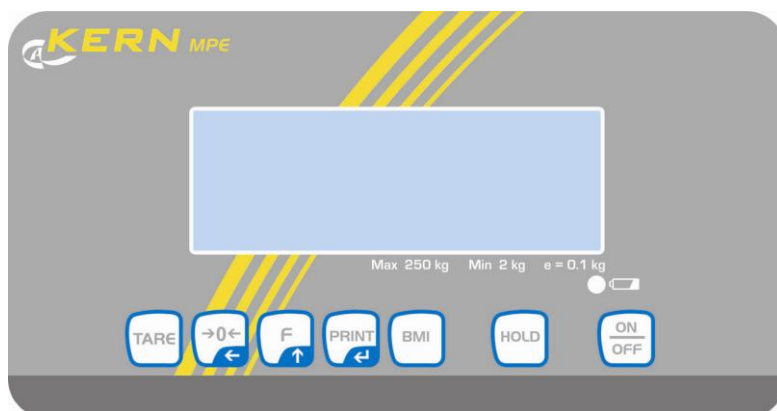 KERN MPE
Max 250 kg Min 2 kg e = 0.1 kg
TARE →0← F PRINT BMI HOLD ON
OFF